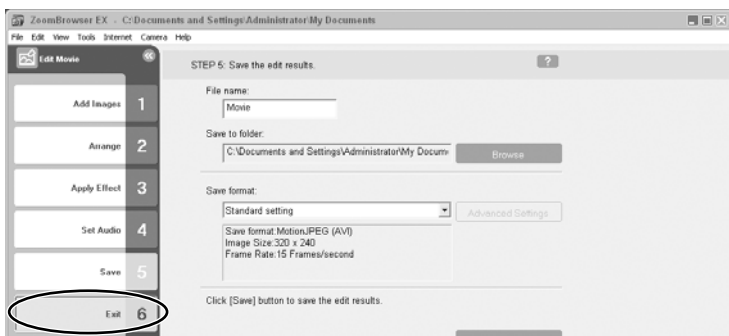 ZoomBrowser EX - C:\Documents and Settings\Administrator\My Documents
File Edit View Tools Internet Camera Help
Edit Movie
STEP 5: Save the edit results.
?
File name:
Movie
Add Images 1
Save to folder:
C:\Documents and Settings\Administrator\My Docum
Browse
Arrange 2
Apply Effect 3
Save format:
Standard setting
Advanced Settings
Set Audio 4
Save format:MotionJPEG (AVI)
Image Size:320 x 240
Frame Rate:15 Frames/second
Save 5
Click [Save] button to save the edit results.
Exit 6